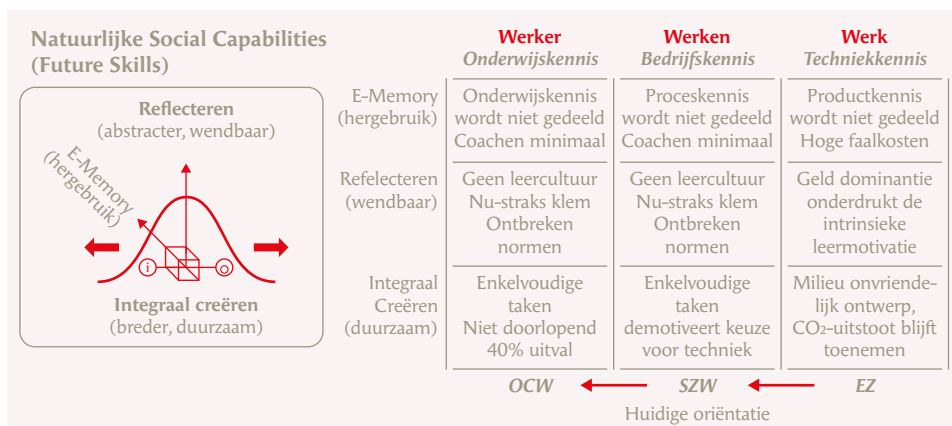 Natuurlijke Social Capabilities
(Future Skills)
Reflecteren
(abstracter, wendbaar)
E-Memory
(hergebruik)
i
o
Integraal creëren
(breder, duurzaam)
Werker
Onderwijskennis
Werken
Bedrijfskennis
Werk
Techniekkennis
E-Memory
(hergebruik)
Onderwijskennis
wordt niet gedeeld
Coachen minimaal
Proceskennis
wordt niet gedeeld
Coachen minimaal
Productkennis
wordt niet gedeeld
Hoge faalkosten
Refelecteren
(wendbaar)
Geen leercultuur
Nu-straks klem
Ontbreken
normen
Geen leercultuur
Nu-straks klem
Ontbreken
normen
Geld dominantie
onderdrukt de
intrinsieke
leermotivatie
Integraal
Creëren
(duurzaam)
Enkelvoudige
taken
Niet doorlopend
40% uitval
Enkelvoudige
taken
demotiveert keuze
voor techniek
Milieu onvriende-
lijk ontwerp,
CO₂-uitstoot blijft
toenemen
OCW
SZW
EZ
Huidige oriëntatie